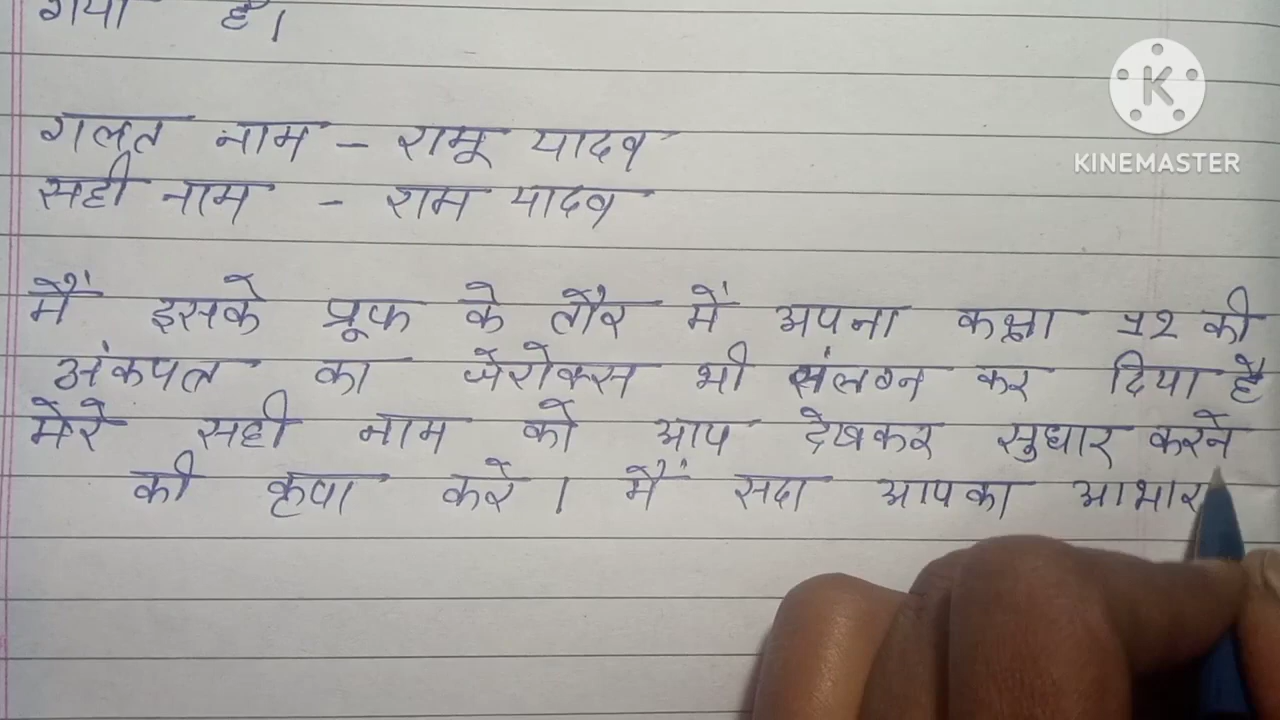 गया है।
गलत नाम - रामू यादव
सही नाम - राम यादव
मैं इसके प्रूफ के तौर में अपना कक्षा १२ की
अंकपत्र का जेरोक्स भी संलग्न कर दिया है
मेरे सही नाम को आप देखकर सुधार करने
की कृपा करे। मैं सदा आपका आभार
KINEMASTER